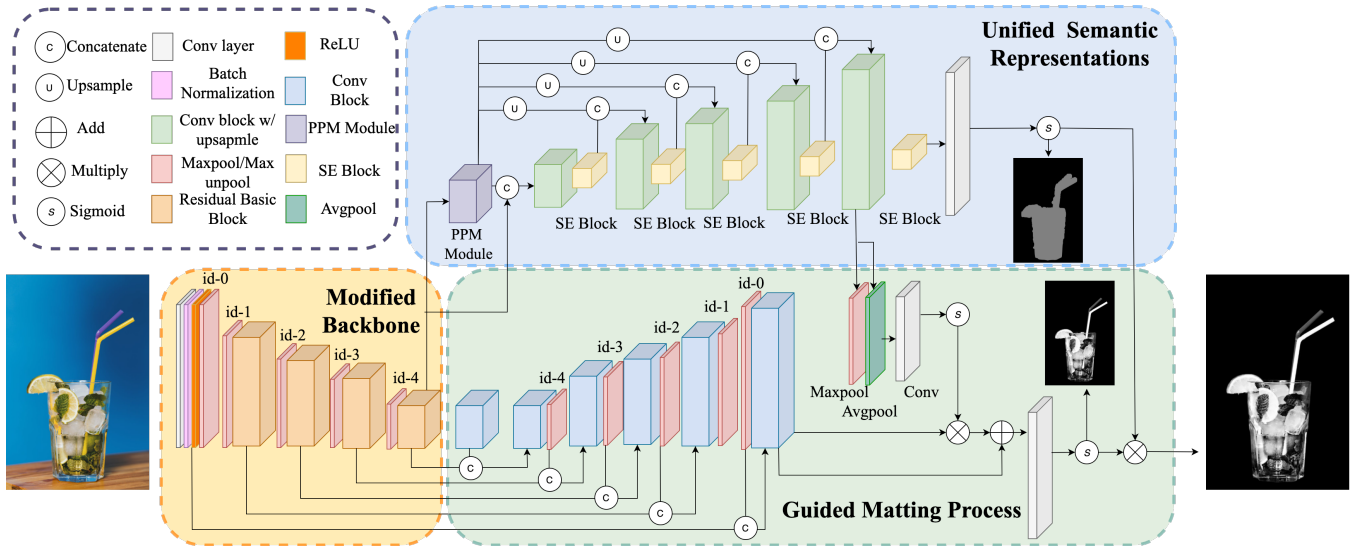 C Concatenate
Conv layer
ReLU
U Upsample
Batch
Normalization
Conv
Block
Add
Conv block w/
upsapmle
PPM Module
Multiply
Maxpool/Max
unpool
SE Block
S Sigmoid
Residual Basic
Block
Avgpool
Unified Semantic
Representations
U
C
U
C
U
C
U
C
C
S
PPM
Module
SE Block
SE Block
SE Block
SE Block
SE Block
Modified
Backbone
id-0
id-1
id-2
id-3
id-4
id-4
id-3
id-2
id-1
id-0
Maxpool
Avgpool
Conv
S
S
C
C
C
C
C
Guided Matting Process